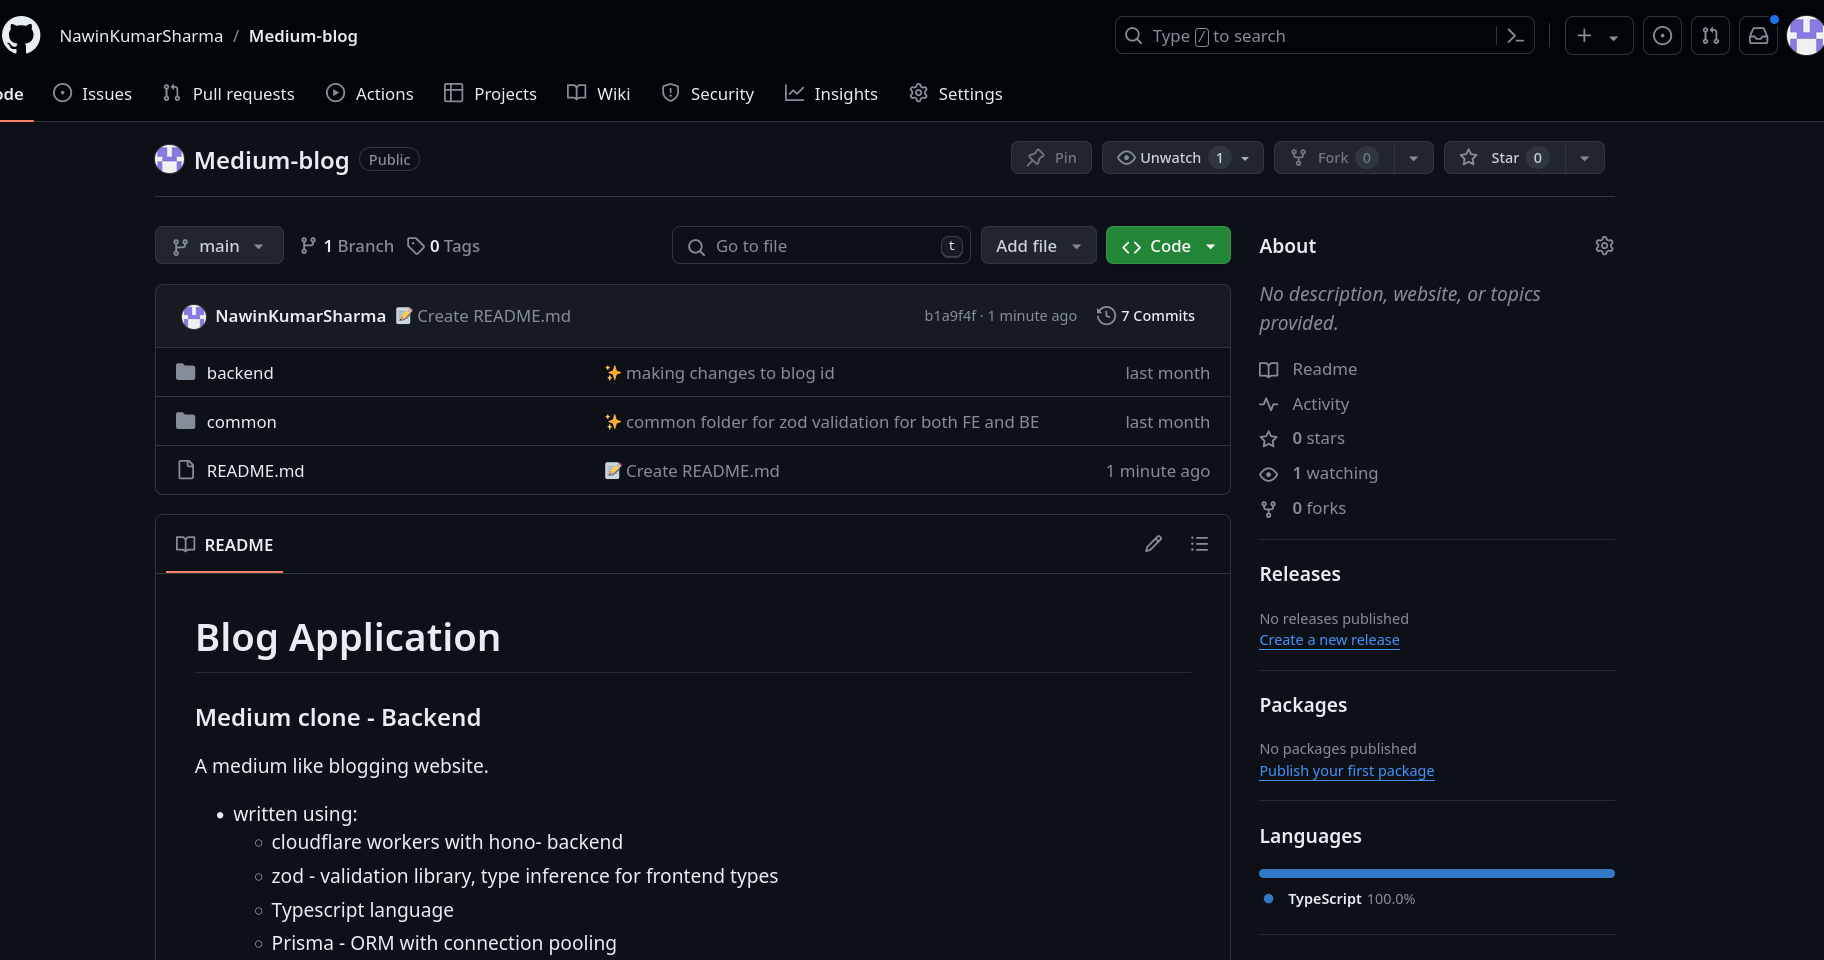 NawinKumarSharma / Medium-blog
Type / to search
ode Issues Pull requests Actions Projects Wiki Security Insights Settings
Medium-blog Public
Pin Unwatch 1 Fork 0 Star 0
main 1 Branch 0 Tags Go to file t Add file Code
NawinKumarSharma 📝 Create README.md b1a9f4f · 1 minute ago 7 Commits
backend ✨ making changes to blog id last month
common ✨ common folder for zod validation for both FE and BE last month
README.md 📝 Create README.md 1 minute ago
README
Blog Application
Medium clone - Backend
A medium like blogging website.
• written using:
◦ cloudflare workers with hono- backend
◦ zod - validation library, type inference for frontend types
◦ Typescript language
◦ Prisma - ORM with connection pooling
About
No description, website, or topics
provided.
Readme
Activity
0 stars
1 watching
0 forks
Releases
No releases published
Create a new release
Packages
No packages published
Publish your first package
Languages
TypeScript 100.0%